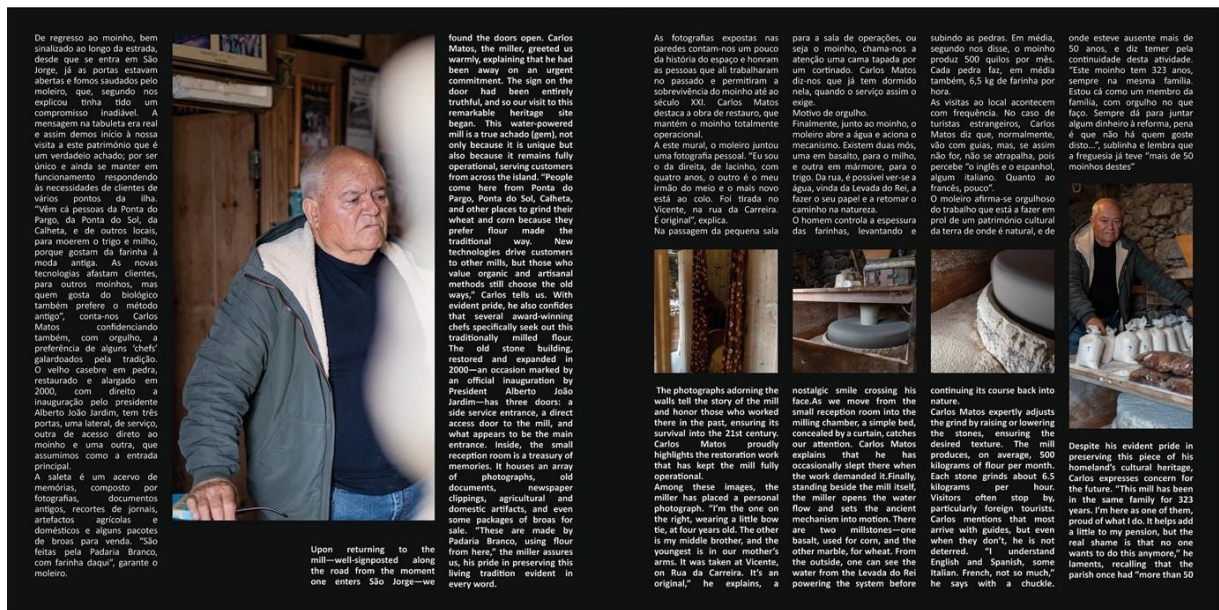 De regresso ao moinho, bem
sinalizado ao longo da estrada,
desde que se entra em São
Jorge, já as portas estavam
abertas e fomos saudados pelo
moleiro, que, segundo nos
explicou tinha tido um
compromisso inadiável. A
mensagem na tabuleta era real
e assim demos início à nossa
visita a este património que é
um verdadeiro achado; por ser
único e ainda se manter em
funcionamento respondendo
às necessidades de clientes de
vários pontos da ilha.
"Vêm cá pessoas da Ponta do
Pargo, da Ponta do Sol, da
Calheta, e de outros locais,
para moerem o trigo e milho,
porque gostam da farinha à
moda antiga. As novas
tecnologias afastam clientes,
para outros moinhos, mas
quem gosta do biológico
também prefere o método
antigo", conta-nos Carlos
Matos confidenciando
também, com orgulho, a
preferência de alguns 'chefs'
galardoados pela tradição.
O velho casebre em pedra,
restaurado e alargado em
2000, com direito a
inauguração pelo presidente
Alberto João Jardim, tem três
portas, uma lateral, de serviço,
outra de acesso direto ao
moinho e uma outra, que
assumimos como a entrada
principal.
A saleta é um acervo de
memórias, composto por
fotografias, documentos
antigos, recortes de jornais,
artefactos agrícolas e
domésticos e alguns pacotes
de broas para venda. "São
feitas pela Padaria Branco,
com farinha daqui", garante o
moleiro.
Upon returning to the
mill—well-signposted along
the road from the moment
one enters São Jorge—we
found the doors open. Carlos
Matos, the miller, greeted us
warmly, explaining that he had
been away on an urgent
commitment. The sign on the
door had been entirely
truthful, and so our visit to this
remarkable heritage site
began. This water-powered
mill is a true achado (gem), not
only because it is unique but
also because it remains fully
operational, serving customers
from across the island. "People
come here from Ponta do
Pargo, Ponta do Sol, Calheta,
and other places to grind their
wheat and corn because they
prefer flour made the
traditional way. New
technologies drive customers
to other mills, but those who
value organic and artisanal
methods still choose the old
ways," Carlos tells us. With
evident pride, he also confides
that several award-winning
chefs specifically seek out this
traditionally milled flour.
The old stone building,
restored and expanded in
2000—an occasion marked by
an official inauguration by
President Alberto João
Jardim—has three doors: a
side service entrance, a direct
access door to the mill, and
what appears to be the main
entrance. Inside, the small
reception room is a treasury of
memories. It houses an array
of photographs, old
documents, newspaper
clippings, agricultural and
domestic artifacts, and even
some packages of broas for
sale. "These are made by
Padaria Branco, using flour
from here," the miller assures
us, his pride in preserving this
living tradition evident in
every word.
As fotografias expostas nas
paredes contam-nos um pouco
da história do espaço e honram
as pessoas que ali trabalharam
no passado e permitiram a
sobrevivência do moinho até ao
século XXI. Carlos Matos
destaca a obra de restauro, que
mantém o moinho totalmente
operacional.
A este mural, o moleiro juntou
uma fotografia pessoal. "Eu sou
o da direita, de lacinho, com
quatro anos, o outro é o meu
irmão do meio e o mais novo
está ao colo. Foi tirada no
Vicente, na rua da Carreira.
É original", explica.
Na passagem da pequena sala
para a sala de operações, ou
seja o moinho, chama-nos a
atenção uma cama tapada por
um cortinado. Carlos Matos
diz-nos que já tem dormido
nela, quando o serviço assim o
exige.
Motivo de orgulho.
Finalmente, junto ao moinho, o
moleiro abre a água e aciona o
mecanismo. Existem duas mós,
uma em basalto, para o milho,
e outra em mármore, para o
trigo. Da rua, é possível ver-se a
água, vinda da Levada do Rei, a
fazer o seu papel e a retomar o
caminho na natureza.
O homem controla a espessura
das farinhas, levantando e
subindo as pedras. Em média,
segundo nos disse, o moinho
produz 500 quilos por mês.
Cada pedra faz, em média
também, 6,5 kg de farinha por
hora.
As visitas ao local acontecem
com frequência. No caso de
turistas estrangeiros, Carlos
Matos diz que, normalmente,
vão com guias, mas, se assim
não for, não se atrapalha, pois
percebe "o inglês e o espanhol,
algum italiano. Quanto ao
francês, pouco".
O moleiro afirma-se orgulhoso
do trabalho que está a fazer em
prol de um património cultural
da terra de onde é natural, e de
onde esteve ausente mais de
50 anos, e diz temer pela
continuidade desta atividade.
"Este moinho tem 323 anos,
sempre na mesma família.
Estou cá como um membro da
família, com orgulho no que
faço. Sempre dá para juntar
algum dinheiro à reforma, pena
é que não há quem goste
disto...", sublinha e lembra que
a freguesia já teve "mais de 50
moinhos destes"
The photographs adorning the
walls tell the story of the mill
and honor those who worked
there in the past, ensuring its
survival into the 21st century.
Carlos Matos proudly
highlights the restoration work
that has kept the mill fully
operational.
Among these images, the
miller has placed a personal
photograph. "I'm the one on
the right, wearing a little bow
tie, at four years old. The other
is my middle brother, and the
youngest is in our mother's
arms. It was taken at Vicente,
on Rua da Carreira. It's an
original," he explains, a
nostalgic smile crossing his
face.As we move from the
small reception room into the
milling chamber, a simple bed,
concealed by a curtain, catches
our attention. Carlos Matos
explains that he has
occasionally slept there when
the work demanded it.Finally,
standing beside the mill itself,
the miller opens the water
flow and sets the ancient
mechanism into motion. There
are two millstones—one
basalt, used for corn, and the
other marble, for wheat. From
the outside, one can see the
water from the Levada do Rei
powering the system before
continuing its course back into
nature.
Carlos Matos expertly adjusts
the grind by raising or lowering
the stones, ensuring the
desired texture. The mill
produces, on average, 500
kilograms of flour per month.
Each stone grinds about 6.5
kilograms per hour.
Visitors often stop by,
particularly foreign tourists.
Carlos mentions that most
arrive with guides, but even
when they don't, he is not
deterred. "I understand
English and Spanish, some
Italian. French, not so much,"
he says with a chuckle.
Despite his evident pride in
preserving this piece of his
homeland's cultural heritage,
Carlos expresses concern for
the future. "This mill has been
in the same family for 323
years. I'm here as one of them,
proud of what I do. It helps add
a little to my pension, but the
real shame is that no one
wants to do this anymore," he
laments, recalling that the
parish once had "more than 50